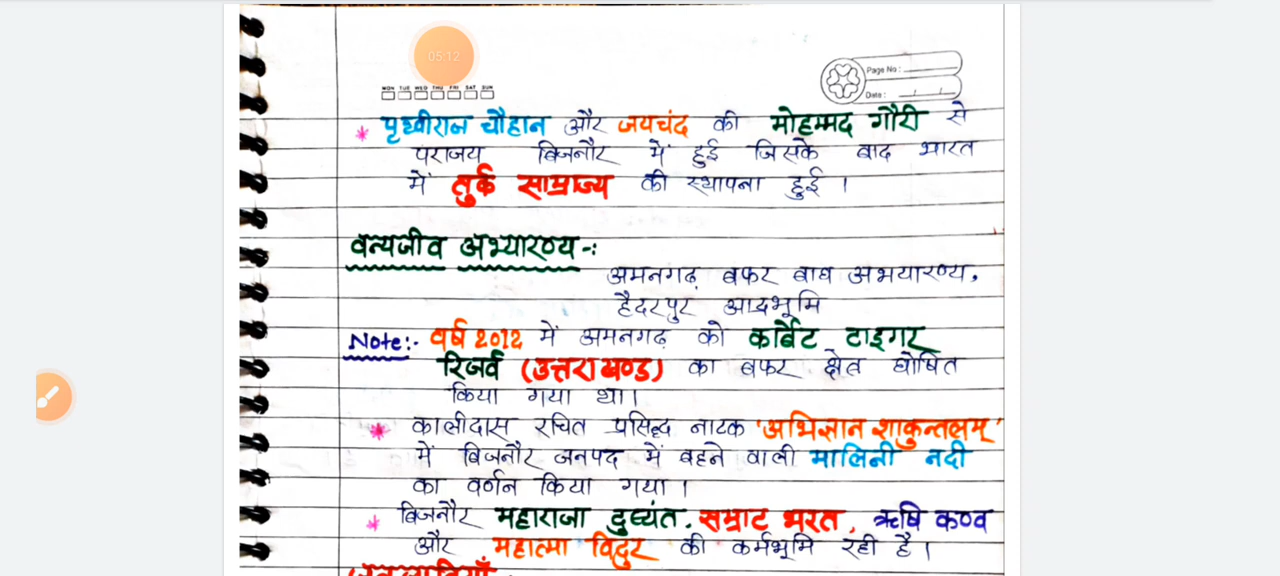 05:12
MON TUE WED THU FRI SAT SUN
Page No :
Date : / /
पृथ्वीराज चौहान और जयचंद की मोहम्मद गौरी से
पराजय बिजनौर में हुई जिसके बाद भारत
में तुर्क साम्राज्य की स्थापना हुई ।
वन्यजीव अभ्यारण्य -:
अमनगढ़ बफर बाघ अभयारण्य,
हैदरपुर आद्रभूमि
Note:- वर्ष 2012 में अमनगढ़ को कार्बेट टाइगर
रिजर्व (उत्तराखण्ड) का बफर क्षेत्र घोषित
किया गया था।
कालीदास रचित प्रसिद्ध नाटक 'अभिज्ञान शाकुन्तलम्'
में बिजनौर जनपद में बहने वाली मालिनी नदी
का वर्णन किया गया ।
बिजनौर महाराजा दुष्यंत, सम्राट भरत, ऋषि कण्व
और महात्मा विदुर की कर्मभूमि रही है ।